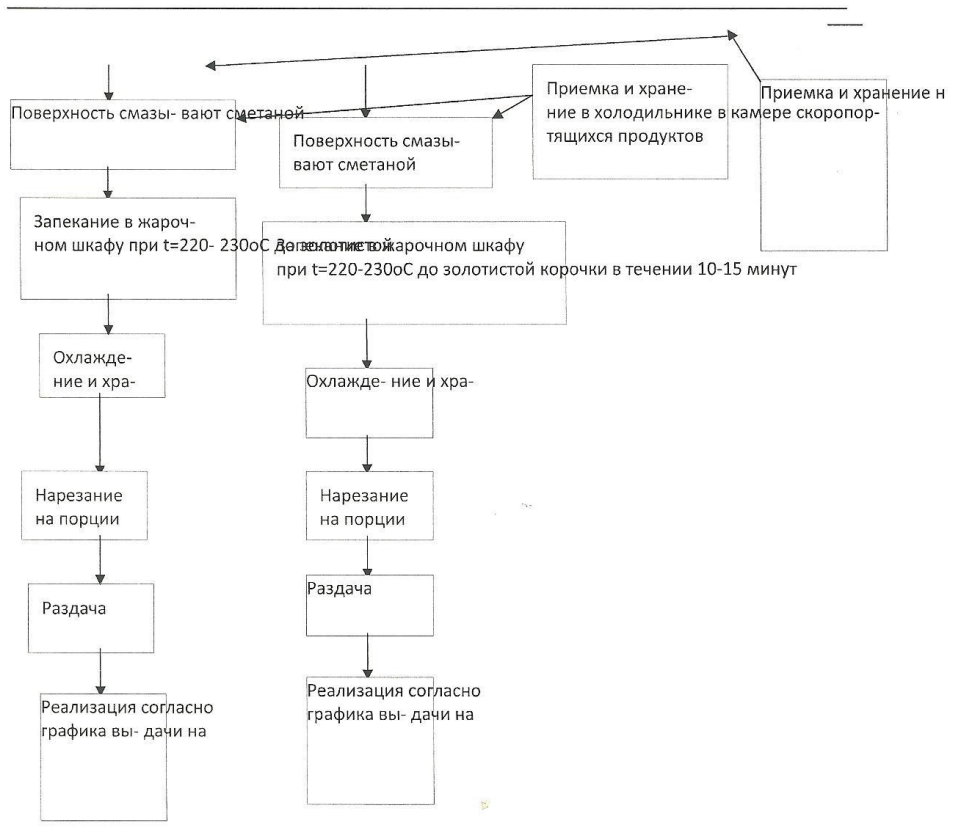 Поверхность смазы- вают сметаной
Поверхность смазы-
вают сметаной
Приемка и хране-
ние в холодильнике в камере скоропор-
тящихся продуктов
Приемка и хранение н
Запекание в жароч-
ном шкафу при t=220- 230оС до золотистой
Запекание в жарочном шкафу
при t=220-230оС до золотистой корочки в течении 10-15 минут
Охлажде-
ние и хра-
Охлажде- ние и хра-
Нарезание
на порции
Нарезание
на порции
Раздача
Раздача
Реализация согласно
графика вы- дачи на
Реализация согласно
графика вы- дачи на